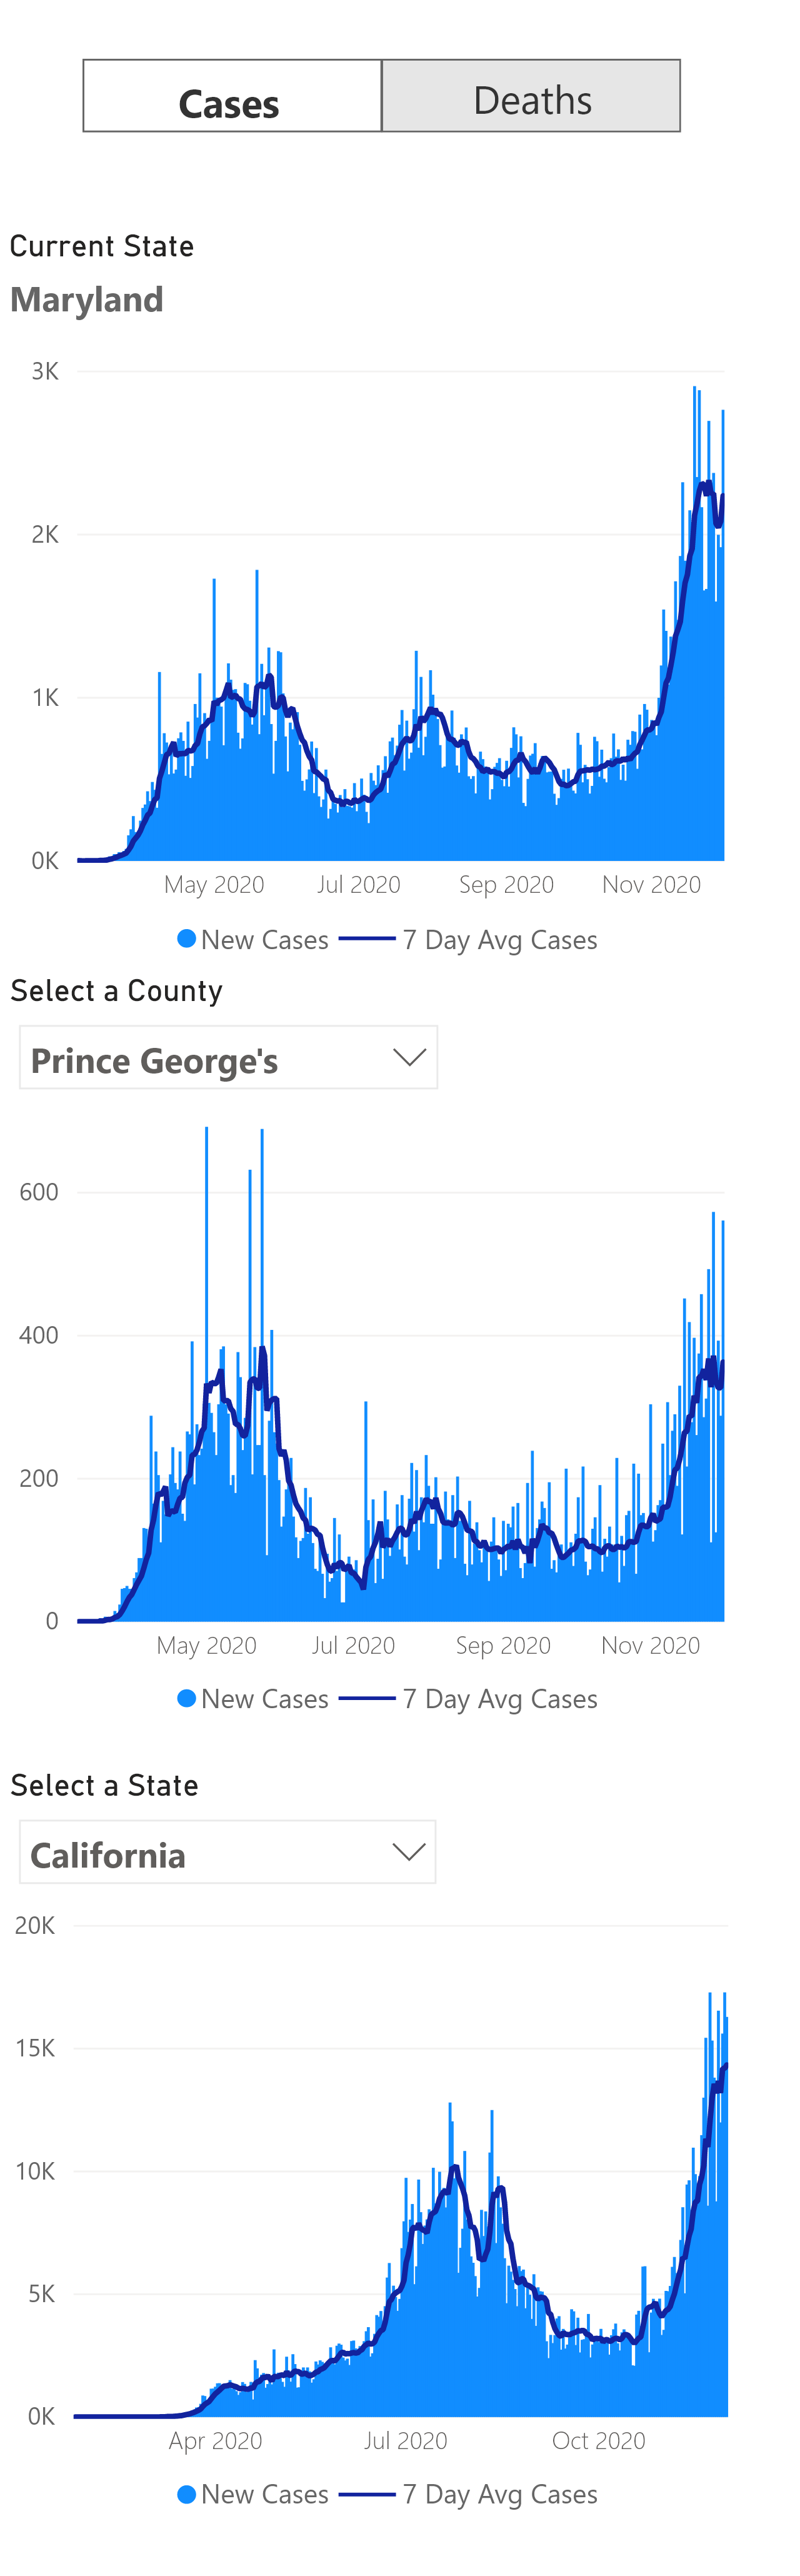 Cases Deaths
Current State
Maryland
3K
2K
1K
0K
May 2020 Jul 2020 Sep 2020 Nov 2020
New Cases 7 Day Avg Cases
Select a County
Prince George's
600
400
200
0
May 2020 Jul 2020 Sep 2020 Nov 2020
New Cases 7 Day Avg Cases
Select a State
California
20K
15K
10K
5K
0K
Apr 2020 Jul 2020 Oct 2020
New Cases 7 Day Avg Cases